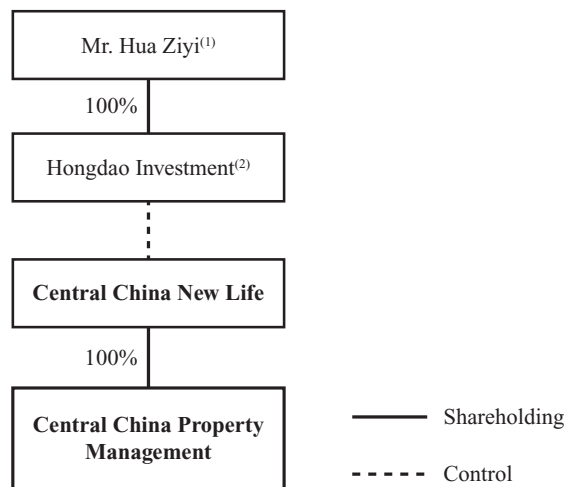 Mr. Hua Ziyi(1)
100%
Hongdao Investment(2)
Central China New Life
100%
Central China Property
Management
Shareholding
Control